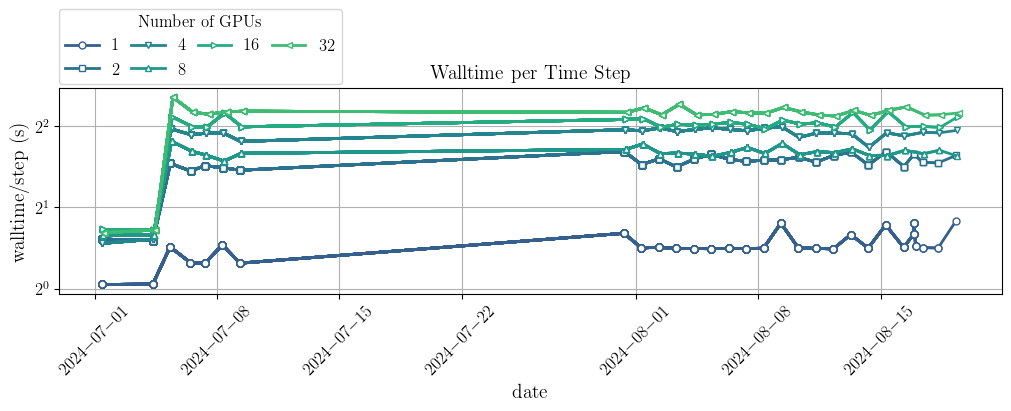 Number of GPUs
1 4 16 32
2 8
Walltime per Time Step
walltime/step (s)
2^2
2^1
2^0
2024−07−01
2024−07−08
2024−07−15
2024−07−22
2024−08−01
2024−08−08
2024−08−15
date